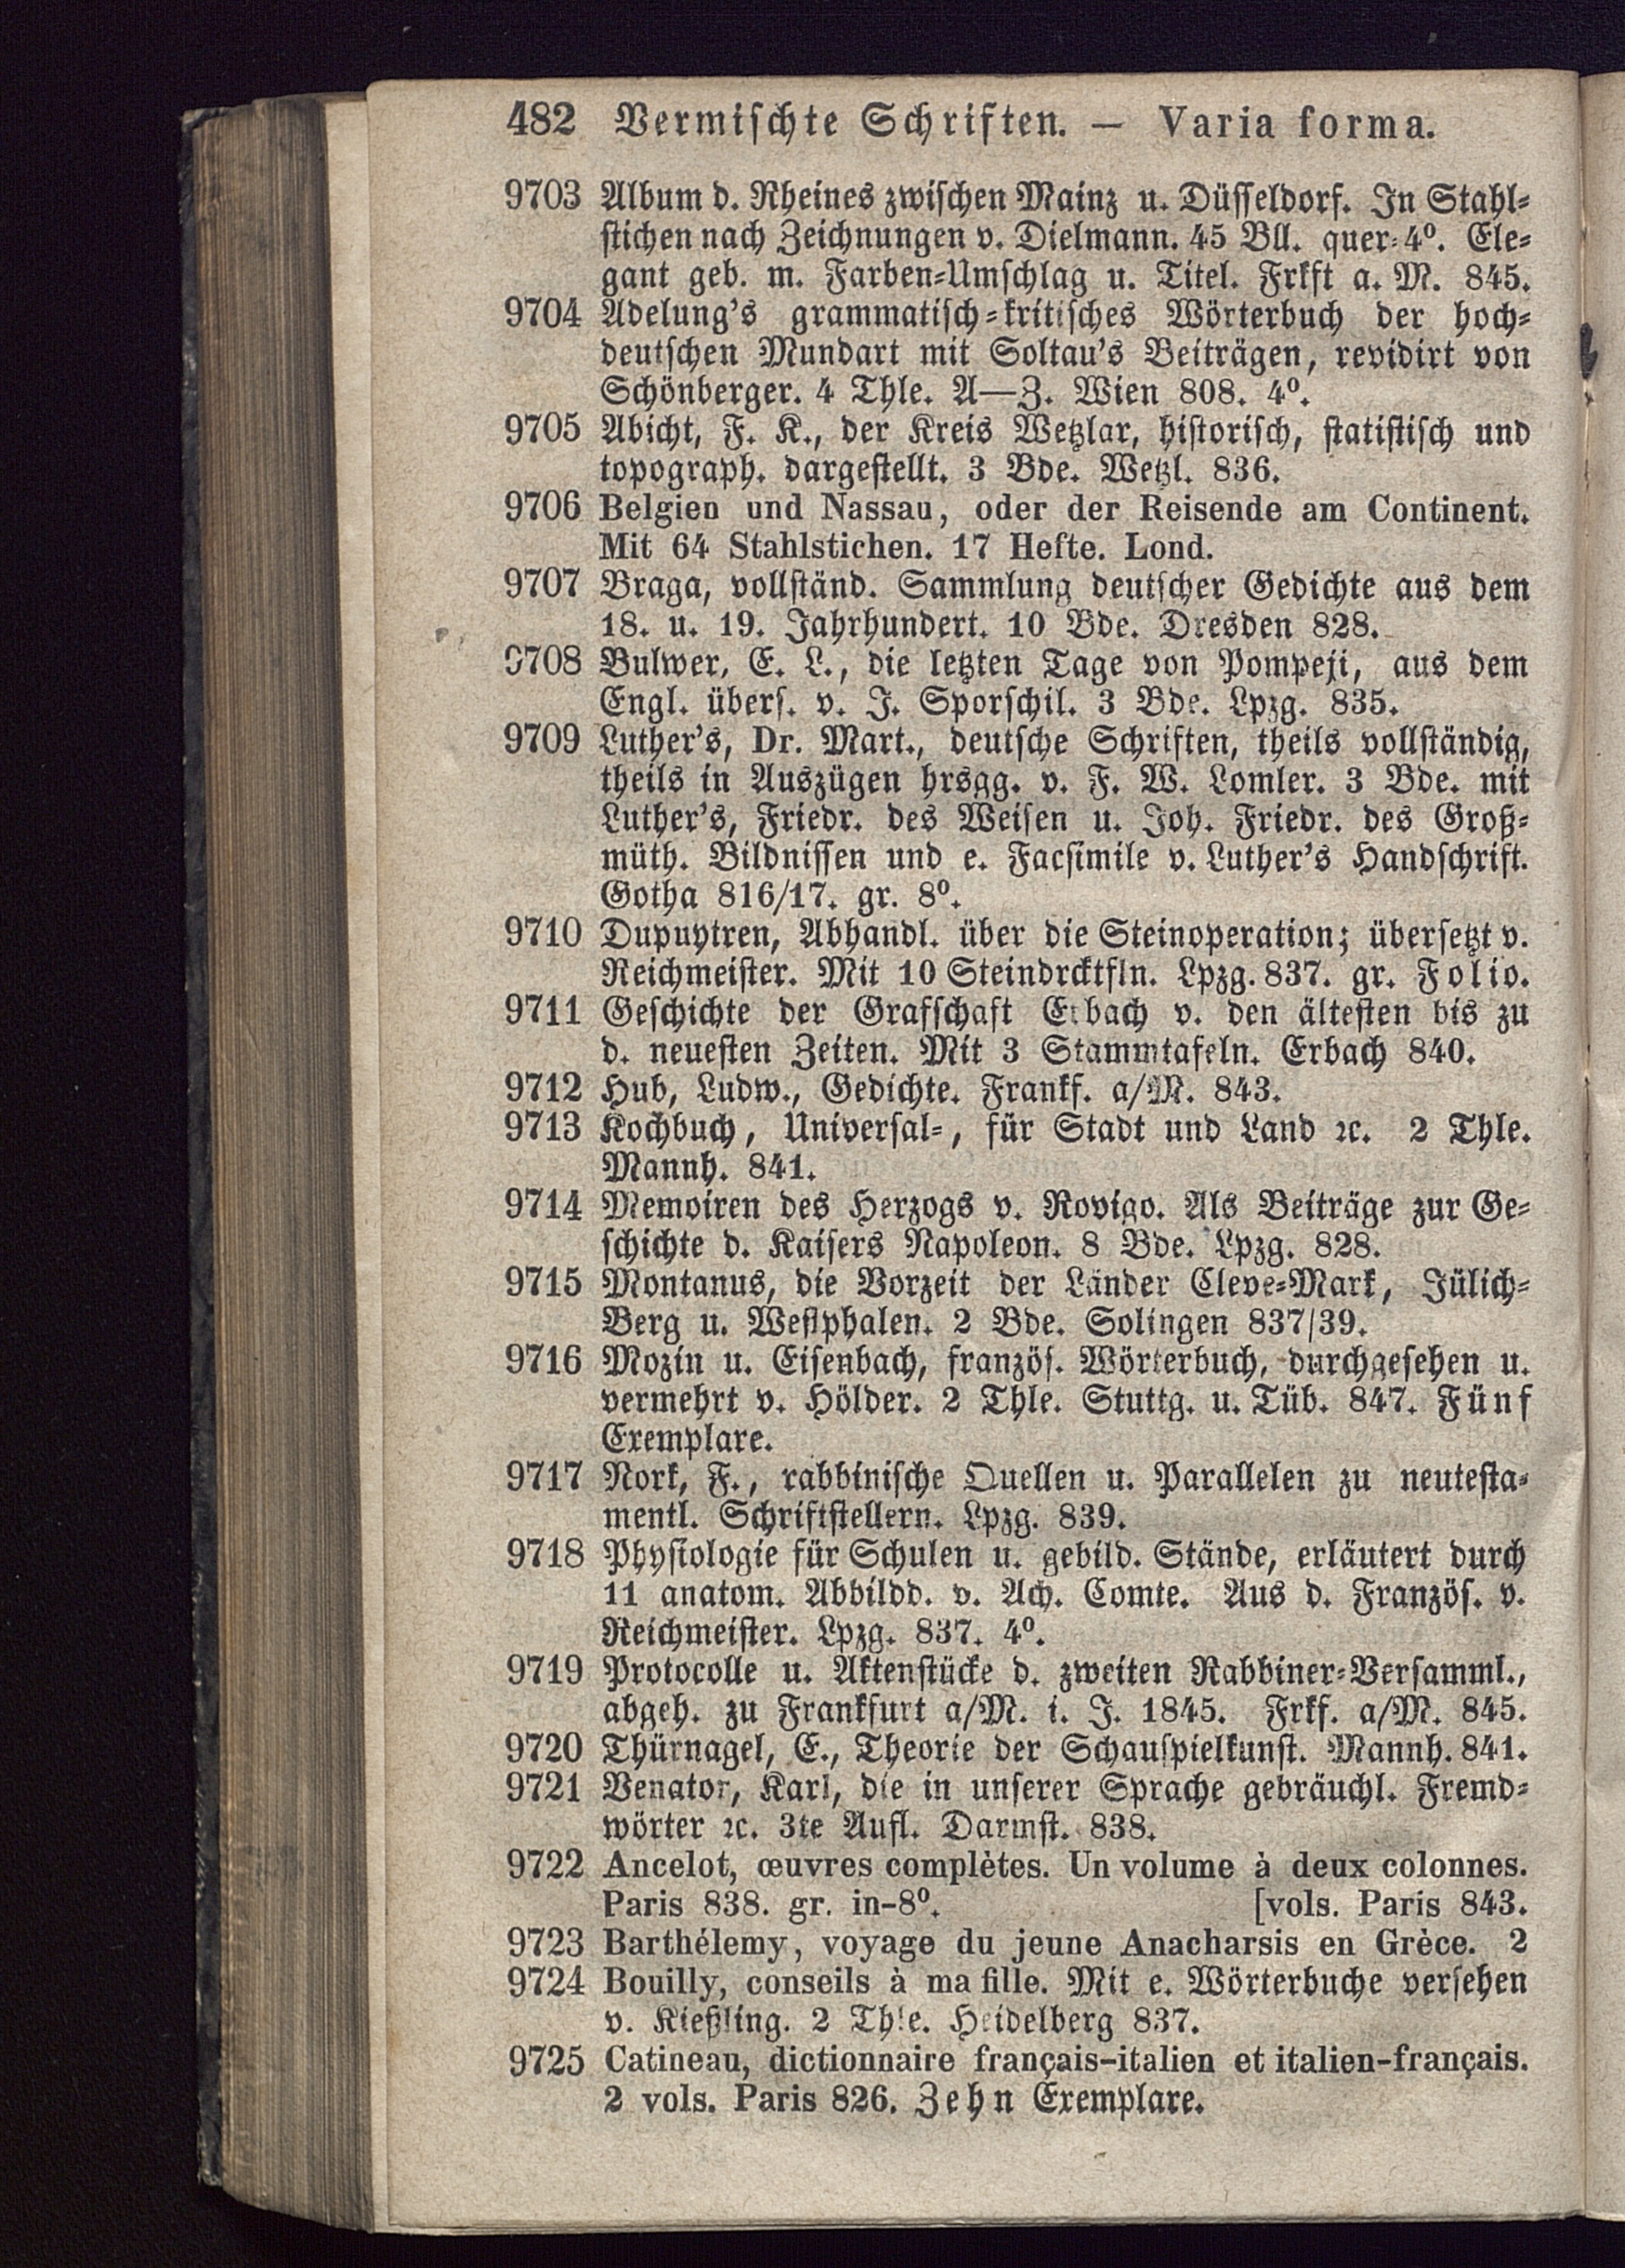 482 Vermischte Schriften. — Varia forma.
9703 Album d. Rheines zwischen Mainz u. Düsseldorf. In Stahl-
stichen nach Zeichnungen v. Dielmann. 45 Bll. quer-4º. Ele-
gant geb. m. Farben-Umschlag u. Titel. Frkft a. M. 845.
9704 Adelung's grammatisch-kritisches Wörterbuch der hoch-
deutschen Mundart mit Soltau's Beiträgen, revidirt von
Schönberger. 4 Thle. A—Z. Wien 808. 4º.
9705 Abicht, F. K., der Kreis Wetzlar, historisch, statistisch und
topograph. dargestellt. 3 Bde. Wetzl. 836.
9706 Belgien und Nassau, oder der Reisende am Continent.
Mit 64 Stahlstichen. 17 Hefte. Lond.
9707 Braga, vollständ. Sammlung deutscher Gedichte aus dem
18. u. 19. Jahrhundert. 10 Bde. Dresden 828.
9708 Bulwer, E. L., die letzten Tage von Pompeji, aus dem
Engl. übers. v. J. Sporschil. 3 Bde. Lpzg. 835.
9709 Luther's, Dr. Mart., deutsche Schriften, theils vollständig,
theils in Auszügen hrsgg. v. F. W. Lomler. 3 Bde. mit
Luther's, Friedr. des Weisen u. Joh. Friedr. des Groß-
müth. Bildnissen und e. Facsimile v. Luther's Handschrift.
Gotha 816/17. gr. 8º.
9710 Dupuytren, Abhandl. über die Steinoperation; übersetzt v.
Reichmeister. Mit 10 Steindrcktfln. Lpzg. 837. gr. Folio.
9711 Geschichte der Grafschaft Erbach v. den ältesten bis zu
d. neuesten Zeiten. Mit 3 Stammtafeln. Erbach 840.
9712 Hub, Ludw., Gedichte. Frankf. a/M. 843.
9713 Kochbuch, Universal-, für Stadt und Land ꝛc. 2 Thle.
Mannh. 841.
9714 Memoiren des Herzogs v. Rovigo. Als Beiträge zur Ge-
schichte d. Kaisers Napoleon. 8 Bde. Lpzg. 828.
9715 Montanus, die Vorzeit der Länder Cleve-Mark, Jülich-
Berg u. Westphalen. 2 Bde. Solingen 837/39.
9716 Mozin u. Eisenbach, französ. Wörterbuch, durchgesehen u.
vermehrt v. Hölder. 2 Thle. Stuttg. u. Tüb. 847. Fünf
Exemplare.
9717 Nork, F., rabbinische Quellen u. Parallelen zu neutesta-
mentl. Schriftstellern. Lpzg. 839.
9718 Physiologie für Schulen u. gebild. Stände, erläutert durch
11 anatom. Abbildd. v. Ach. Comte. Aus d. Französ. v.
Reichmeister. Lpzg. 837. 4º.
9719 Protocolle u. Aktenstücke d. zweiten Rabbiner-Versamml.,
abgeh. zu Frankfurt a/M. i. J. 1845. Frkf. a/M. 845.
9720 Thürnagel, E., Theorie der Schauspielkunst. Mannh. 841.
9721 Venator, Karl, die in unserer Sprache gebräuchl. Fremd-
wörter ꝛc. 3te Aufl. Darmst. 838.
9722 Ancelot, œuvres complètes. Un volume à deux colonnes.
Paris 838. gr. in-8º. [vols. Paris 843.
9723 Barthélemy, voyage du jeune Anacharsis en Grèce. 2
9724 Bouilly, conseils à ma fille. Mit e. Wörterbuche versehen
v. Kießling. 2 Thle. Heidelberg 837.
9725 Catineau, dictionnaire français-italien et italien-français.
2 vols. Paris 826. Zehn Exemplare.